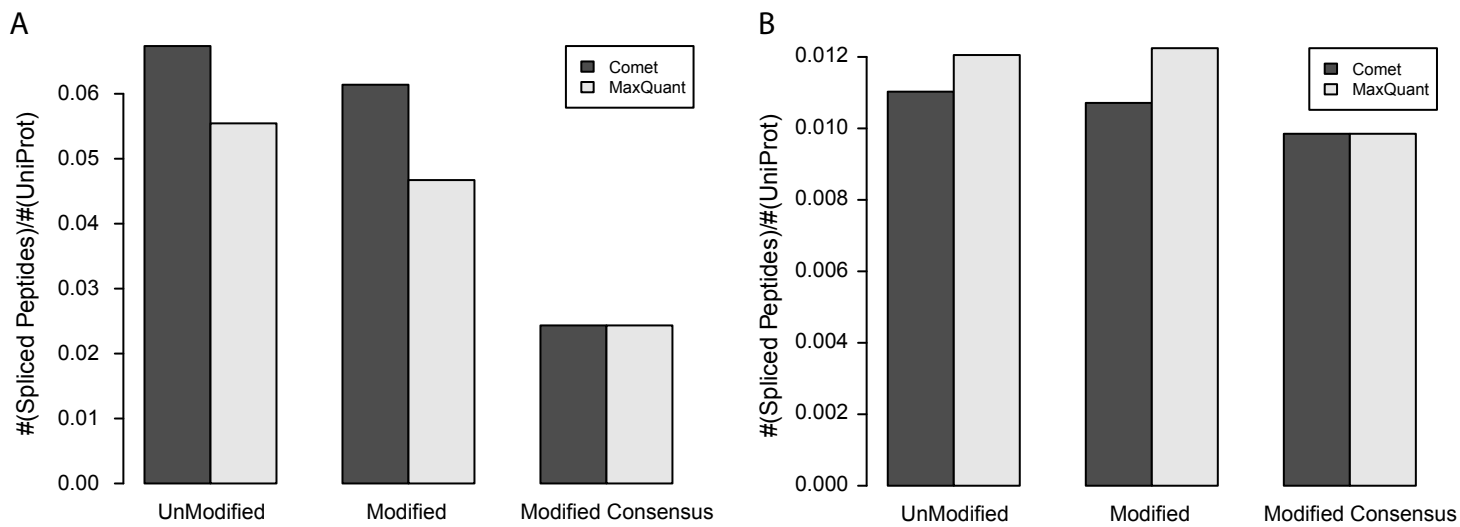 A
#(Spliced Peptides)/#(UniProt)
0.06
0.05
0.04
0.03
0.02
0.01
0.00
Comet
MaxQuant
UnModified
Modified
Modified Consensus
B
#(Spliced Peptides)/#(UniProt)
0.012
0.010
0.008
0.006
0.004
0.002
0.000
Comet
MaxQuant
UnModified
Modified
Modified Consensus